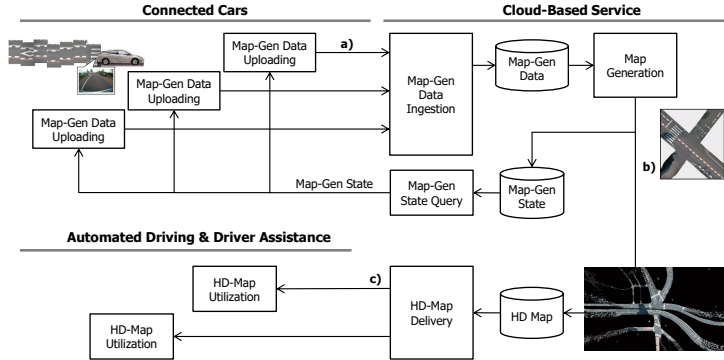 Connected Cars
Cloud-Based Service
Map-Gen Data
Uploading
a)
Map-Gen Data
Uploading
Map-Gen Data
Uploading
Map-Gen
Data
Ingestion
Map-Gen
Data
Map
Generation
b)
Map-Gen State
Map-Gen
State Query
Map-Gen
State
Automated Driving & Driver Assistance
HD-Map
Utilization
c)
HD-Map
Utilization
HD-Map
Delivery
HD Map